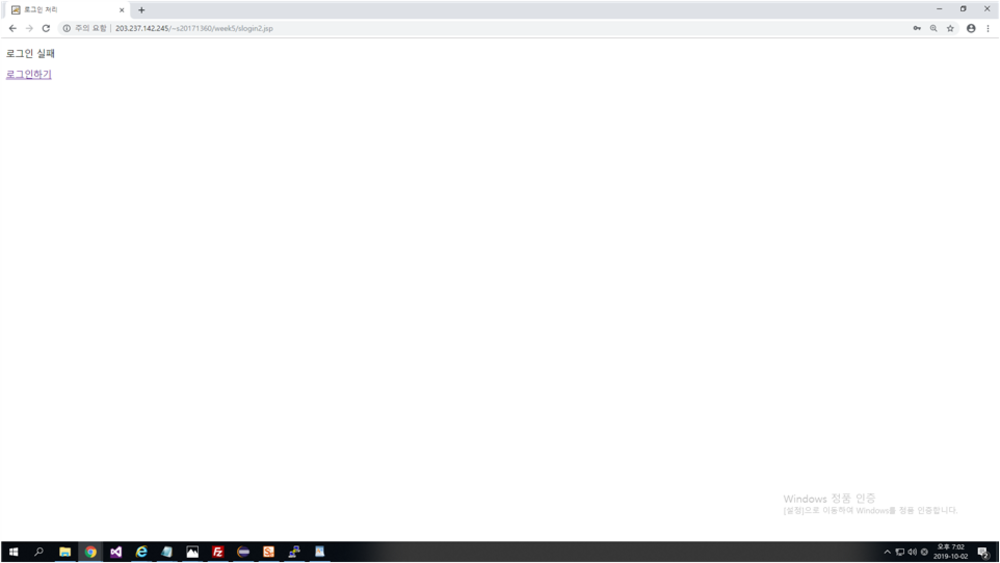 로그인 처리
주의 요함 | 203.237.142.245/~s20171360/week5/slogin2.jsp
로그인 실패
로그인하기
Windows 정품 인증
[설정]으로 이동하여 Windows를 정품 인증합니다.
오후 7:02
2019-10-02
2